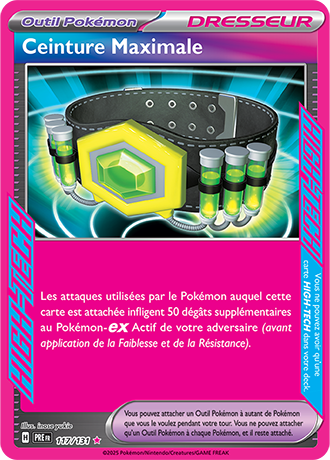 Outil Pokémon
DRESSEUR
Ceinture Maximale
HIGH-TECH
HIGH-TECH
Vous ne pouvez avoir qu'une
carte HIGH-TECH dans votre deck.
Les attaques utilisées par le Pokémon auquel cette
carte est attachée infligent 50 dégâts supplémentaires
au Pokémon-ex Actif de votre adversaire (avant
application de la Faiblesse et de la Résistance).
Illus. inose yukie
H PRE FR 117/131
Vous pouvez attacher un Outil Pokémon à autant de Pokémon
que vous le voulez pendant votre tour. Vous ne pouvez attacher
qu'un Outil Pokémon à chaque Pokémon, et il reste attaché.
©2025 Pokémon/Nintendo/Creatures/GAME FREAK